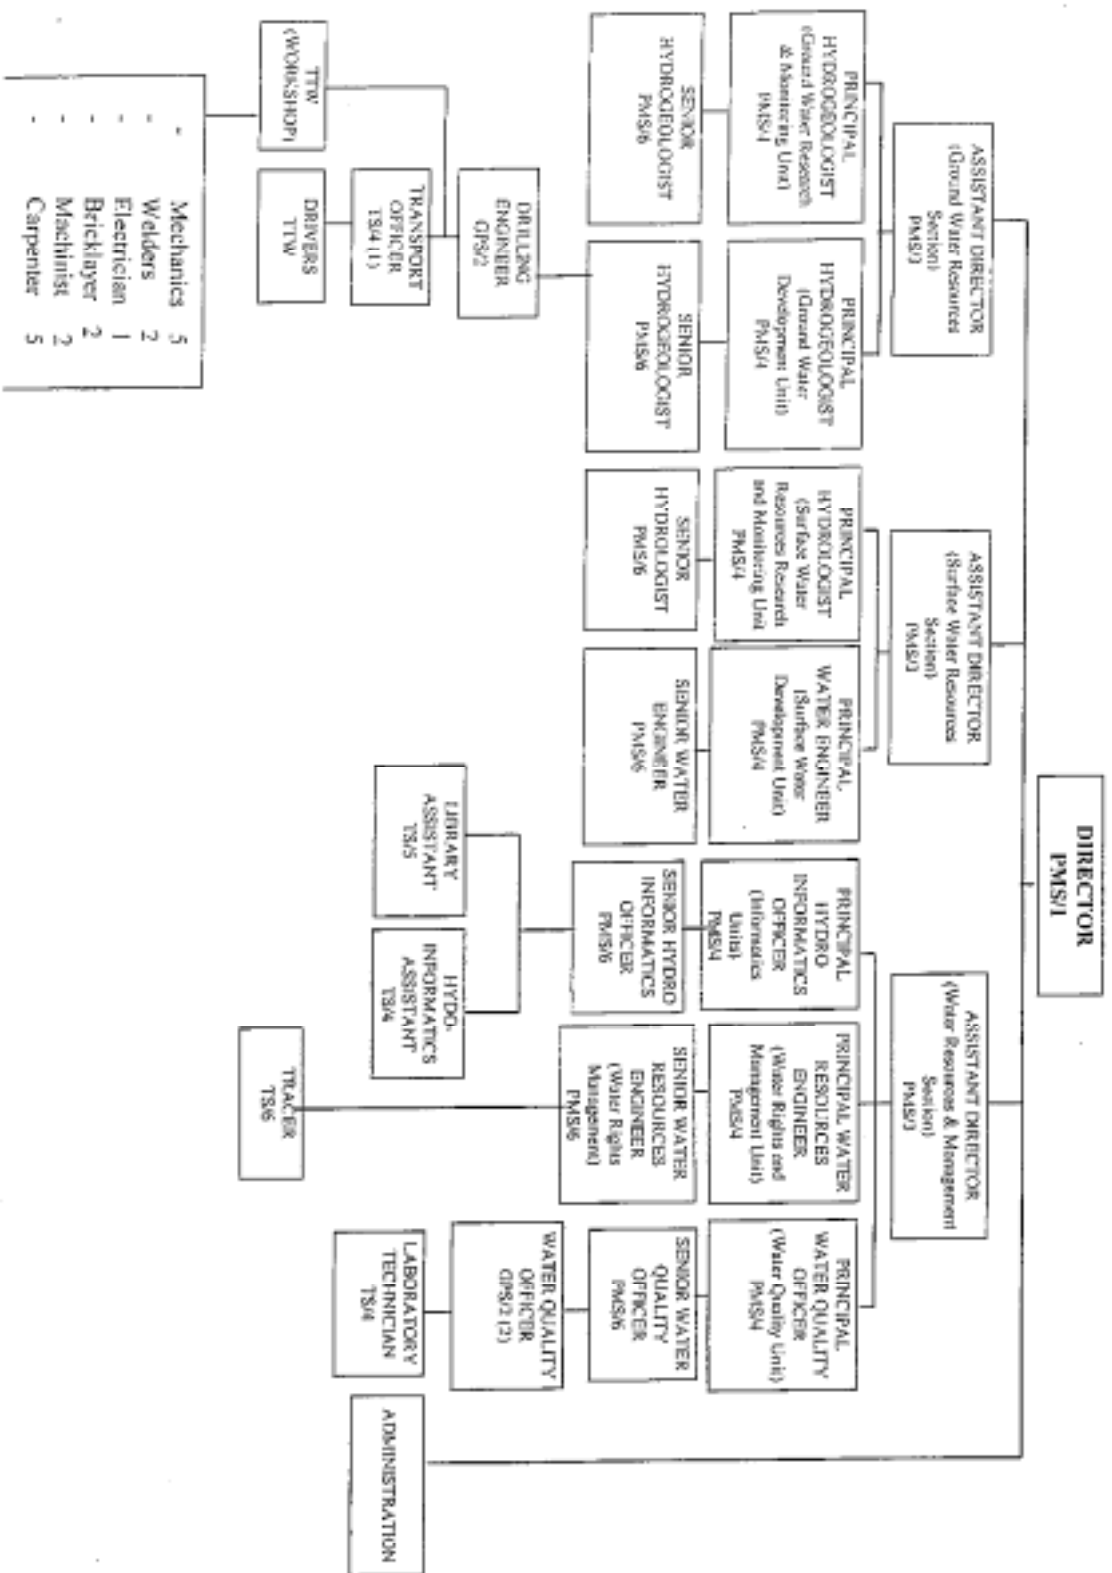 DIRECTOR
PMS/1
ASSISTANT DIRECTOR
(Ground Water Resources
Section)
PMS/3
ASSISTANT DIRECTOR
(Surface Water Resources
Section)
PMS/3
ASSISTANT DIRECTOR
(Water Resources & Management
Section)
PMS/3
PRINCIPAL
HYDROGEOLOGIST
(Ground Water Research
& Monitoring Unit)
PMS/4
PRINCIPAL
HYDROGEOLOGIST
(Ground Water
Development Unit)
PMS/4
PRINCIPAL
HYDROLOGIST
(Surface Water
Resources Research
and Monitoring Unit
PMS/4
PRINCIPAL
WATER ENGINEER
(Surface Water
Development Unit)
PMS/4
PRINCIPAL
HYDRO-
INFORMATICS
OFFICER
(Informatics
Units)
PMS/4
PRINCIPAL WATER
RESOURCES
ENGINEER
(Water Rights and
Management Unit)
PMS/4
PRINCIPAL
WATER QUALITY
OFFICER
(Water Quality Unit)
PMS/4
SENIOR
HYDROGEOLOGIST
PMS/6
SENIOR
HYDROGEOLOGIST
PMS/6
SENIOR
HYDROLOGIST
PMS/6
SENIOR WATER
ENGINEER
PMS/6
SENIOR HYDRO
INFORMATICS
OFFICER
PMS/6
SENIOR WATER
RESOURCES
ENGINEER
(Water Rights
Management)
PMS/6
SENIOR WATER
QUALITY
OFFICER
PMS/6
DRILLING
ENGINEER
GPS/2
WATER QUALITY
OFFICER
GPS/2 (2)
TRANSPORT
OFFICER
TS/4 (1)
LIBRARY
ASSISTANT
TS/5
HYDO-
INFORMATICS
ASSISTANT
TS/4
LABORATORY
TECHNICIAN
TS/4
ADMINISTRATION
TTW
(WORKSHOP)
DRIVERS
TTW
TRACER
TS/6
- Mechanics 5
- Welders 2
- Electrician 1
- Bricklayer 2
- Machinist 2
- Carpenter 5